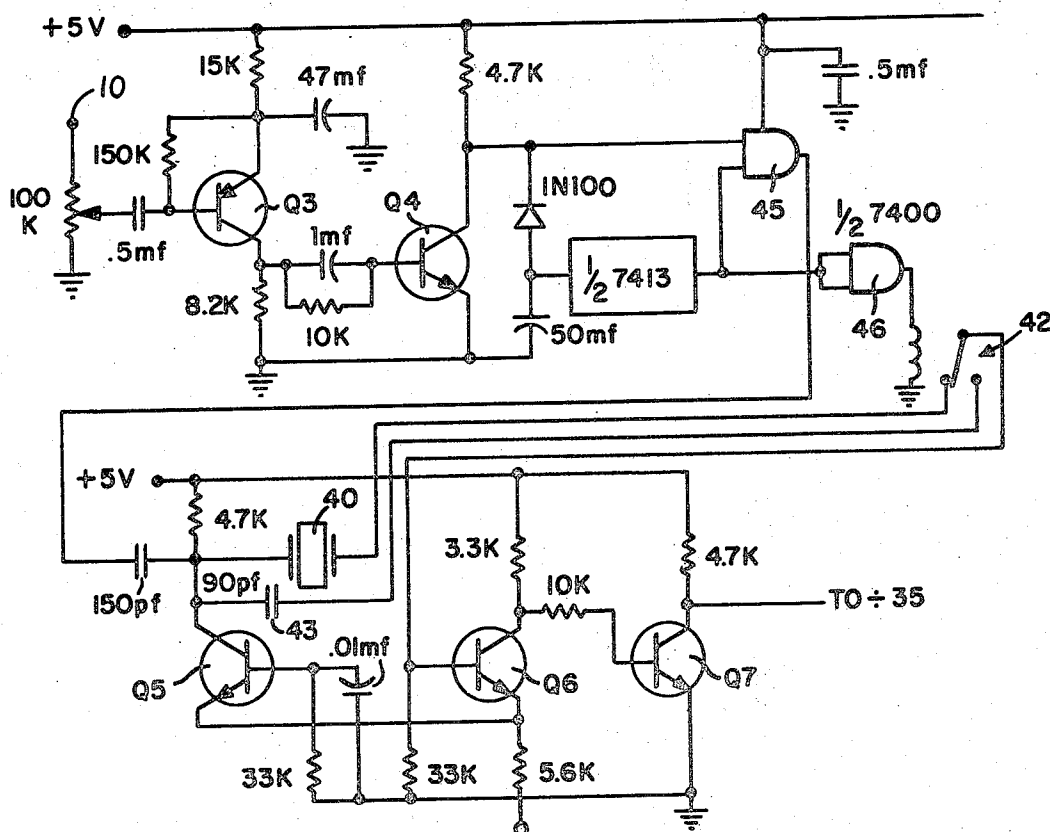 +5V
15K
47mf
4.7K
.5mf
10
150K
100
K
.5mf
Q3
Q4
1mf
1N100
45
1/2 7400
1/2 7413
8.2K
10K
50mf
46
42
+5V
40
4.7K
3.3K
4.7K
150pf
90pf
10K
TO ÷ 35
43
.01mf
Q5
Q6
Q7
33K
33K
5.6K